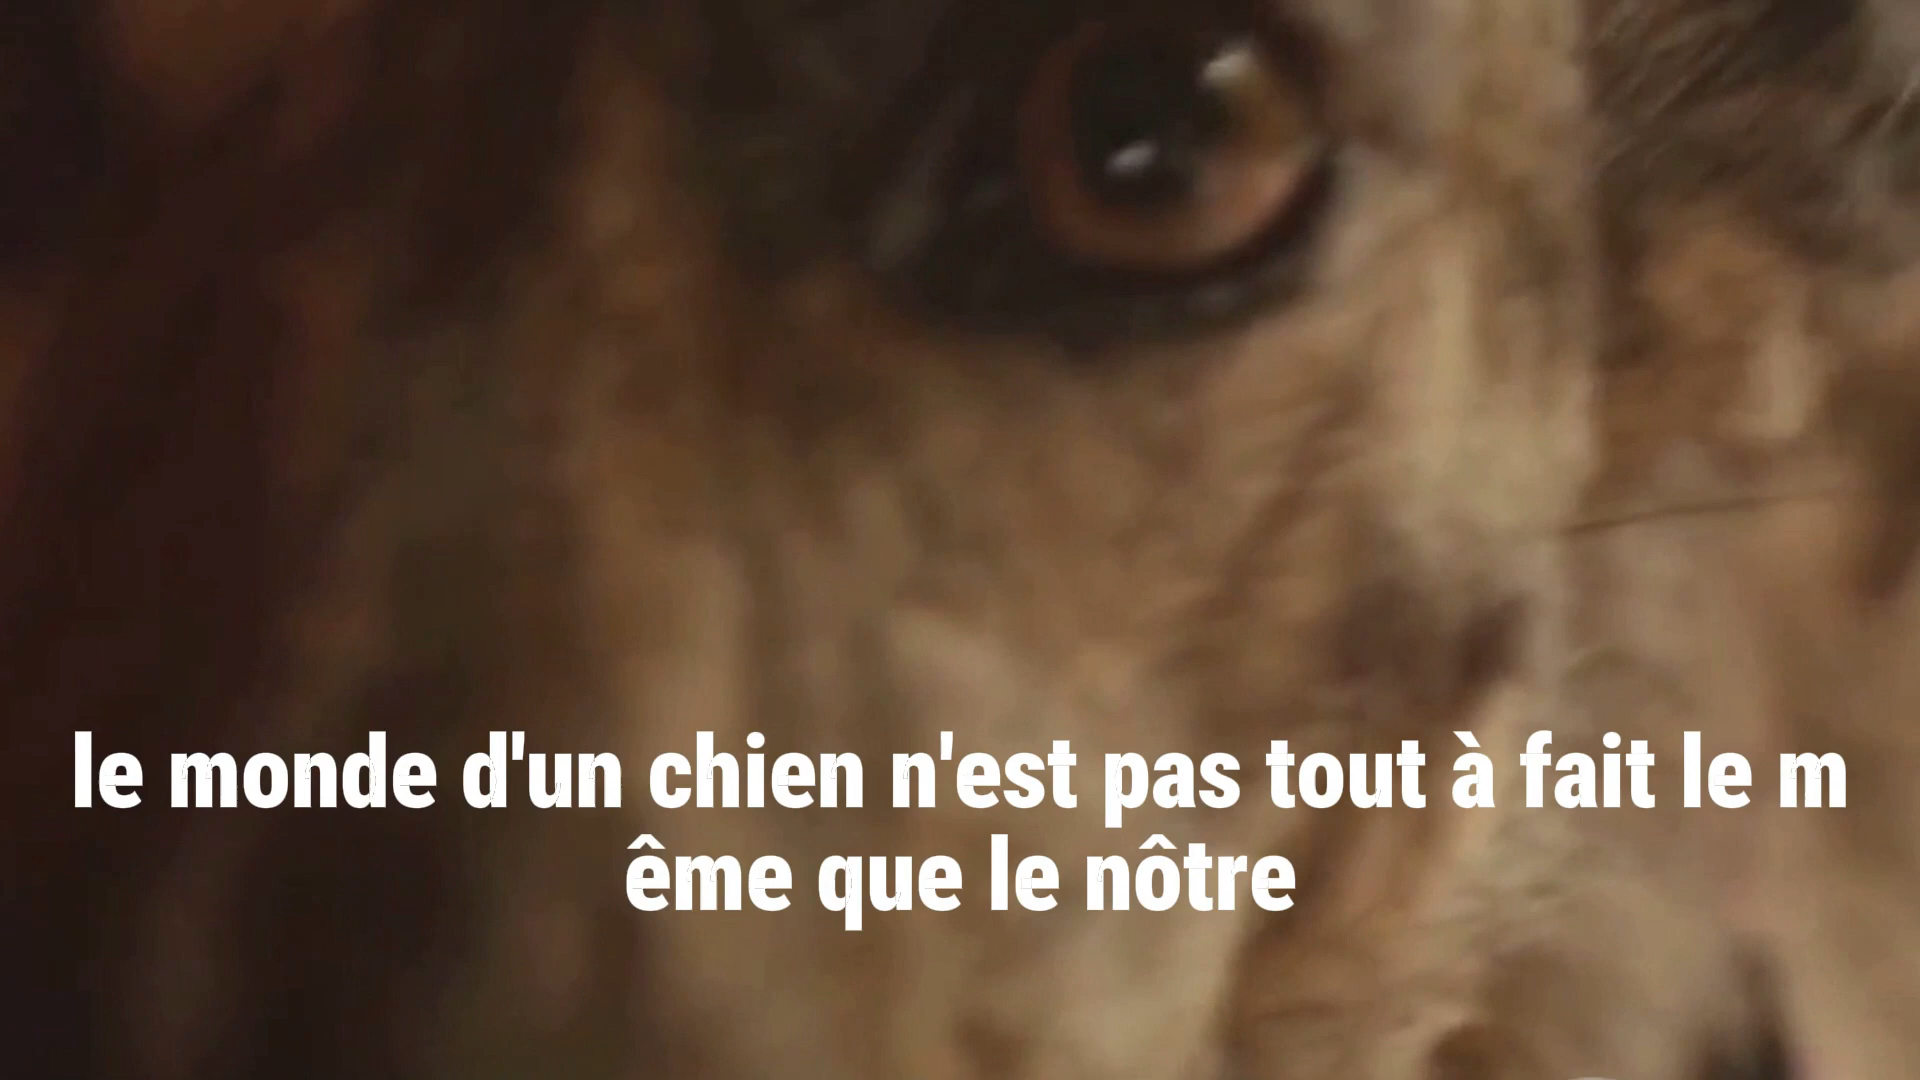 le monde d'un chien n'est pas tout à fait le m
ême que le nôtre